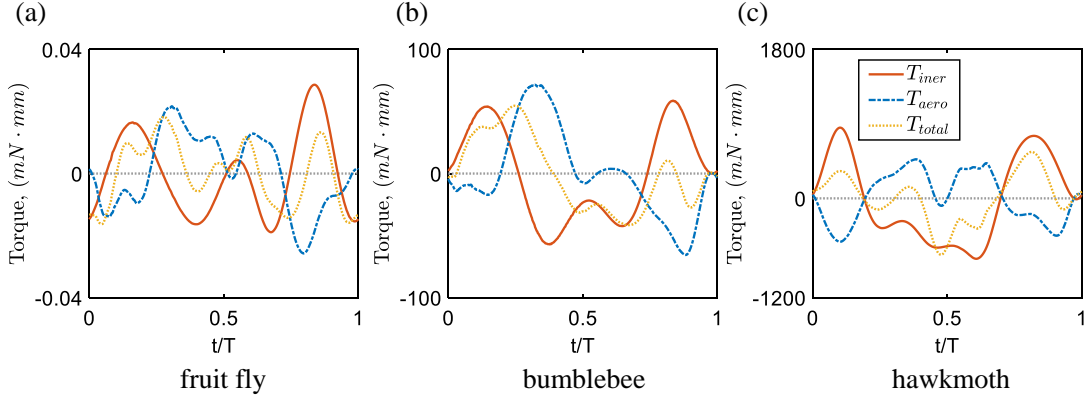 (a)
(b)
(c)
0.04
0
-0.04
Torque, (mN · mm)
0
0.5
1
t/T
fruit fly
100
0
-100
Torque, (mN · mm)
0
0.5
1
t/T
bumblebee
1800
0
-1200
Torque, (mN · mm)
T_iner
T_aero
T_total
0
0.5
1
t/T
hawkmoth